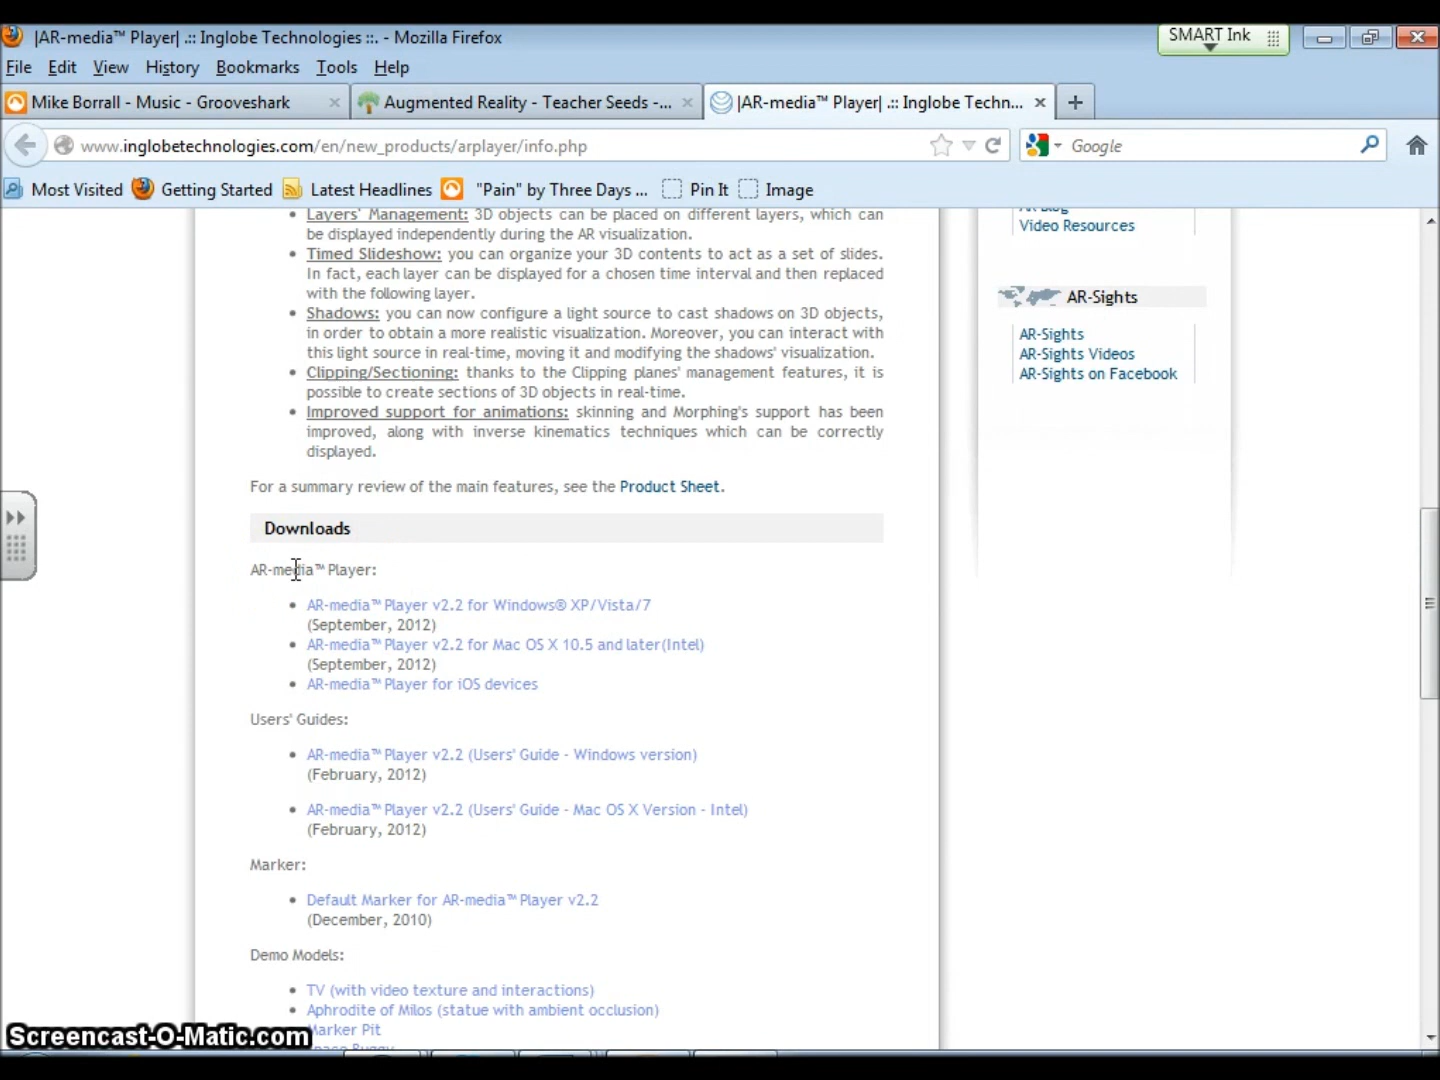 |AR-media™ Player| .:: Inglobe Technologies ::. - Mozilla Firefox
SMART Ink
File Edit View History Bookmarks Tools Help
Mike Borrall - Music - Grooveshark
Augmented Reality - Teacher Seeds -...
|AR-media™ Player| .:: Inglobe Techn...
www.inglobetechnologies.com/en/new_products/arplayer/info.php
Google
Most Visited Getting Started Latest Headlines "Pain" by Three Days ... Pin It Image
Layers' Management: 3D objects can be placed on different layers, which can
be displayed independently during the AR visualization.
Timed Slideshow: you can organize your 3D contents to act as a set of slides.
In fact, each layer can be displayed for a chosen time interval and then replaced
with the following layer.
Shadows: you can now configure a light source to cast shadows on 3D objects,
in order to obtain a more realistic visualization. Moreover, you can interact with
this light source in real-time, moving it and modifying the shadows' visualization.
Clipping/Sectioning: thanks to the Clipping planes' management features, it is
possible to create sections of 3D objects in real-time.
Improved support for animations: skinning and Morphing's support has been
improved, along with inverse kinematics techniques which can be correctly
displayed.
For a summary review of the main features, see the Product Sheet.
Downloads
AR-media™ Player:
AR-media™ Player v2.2 for Windows® XP/Vista/7
(September, 2012)
AR-media™ Player v2.2 for Mac OS X 10.5 and later(Intel)
(September, 2012)
AR-media™ Player for iOS devices
Users' Guides:
AR-media™ Player v2.2 (Users' Guide - Windows version)
(February, 2012)
AR-media™ Player v2.2 (Users' Guide - Mac OS X Version - Intel)
(February, 2012)
Marker:
Default Marker for AR-media™ Player v2.2
(December, 2010)
Demo Models:
TV (with video texture and interactions)
Aphrodite of Milos (statue with ambient occlusion)
Marker Pit
AR Blog
Video Resources
AR-Sights
AR-Sights
AR-Sights Videos
AR-Sights on Facebook
Screencast-O-Matic.com